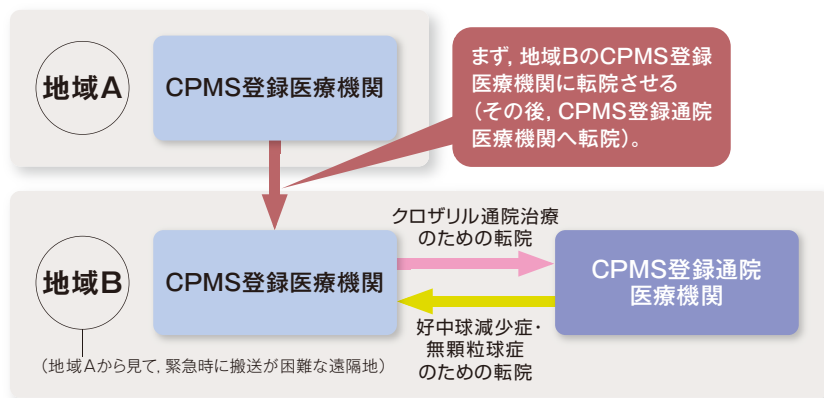 地域A
CPMS登録医療機関
まず, 地域BのCPMS登録
医療機関に転院させる
(その後, CPMS登録通院
医療機関へ転院)。
地域B
CPMS登録医療機関
クロザリル通院治療
のための転院
CPMS登録通院
医療機関
好中球減少症・
無顆粒球症
のための転院
(地域Aから見て, 緊急時に搬送が困難な遠隔地)